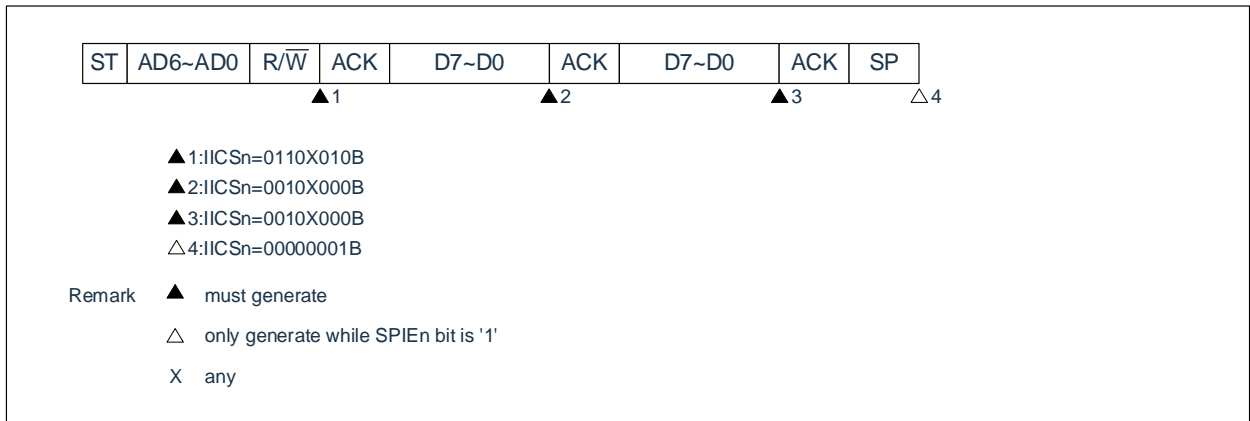 ST AD6~AD0 R/W̅ ACK D7~D0 ACK D7~D0 ACK SP
▲1 ▲2 ▲3 △4
▲1:IICSn=0110X010B
▲2:IICSn=0010X000B
▲3:IICSn=0010X000B
△4:IICSn=00000001B
Remark ▲ must generate
△ only generate while SPIEn bit is '1'
X any